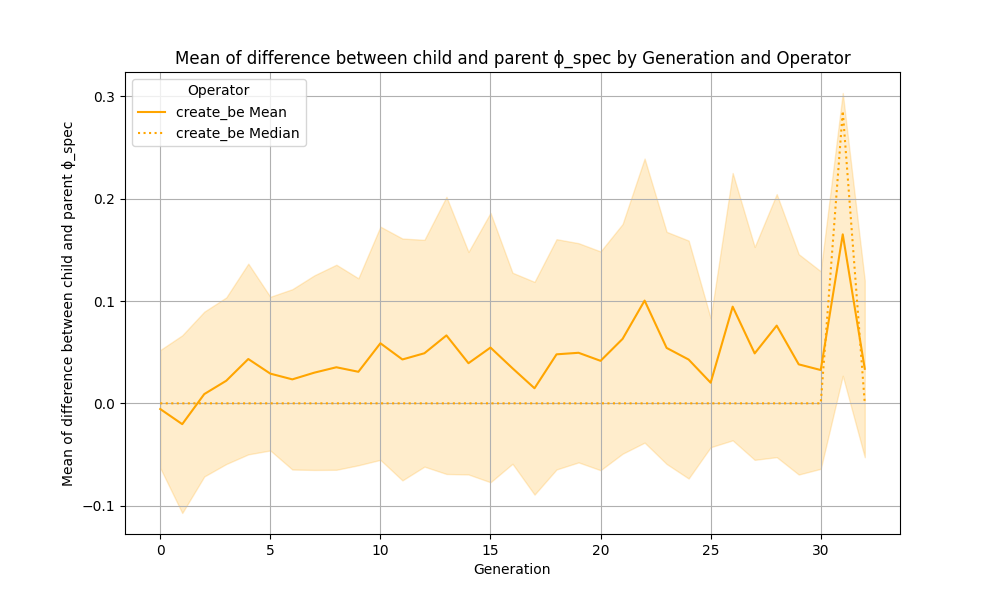 Mean of difference between child and parent ϕ_spec by Generation and Operator
Mean of difference between child and parent ϕ_spec
Operator
create_be Mean
create_be Median
0.3
0.2
0.1
0.0
−0.1
0 5 10 15 20 25 30
Generation